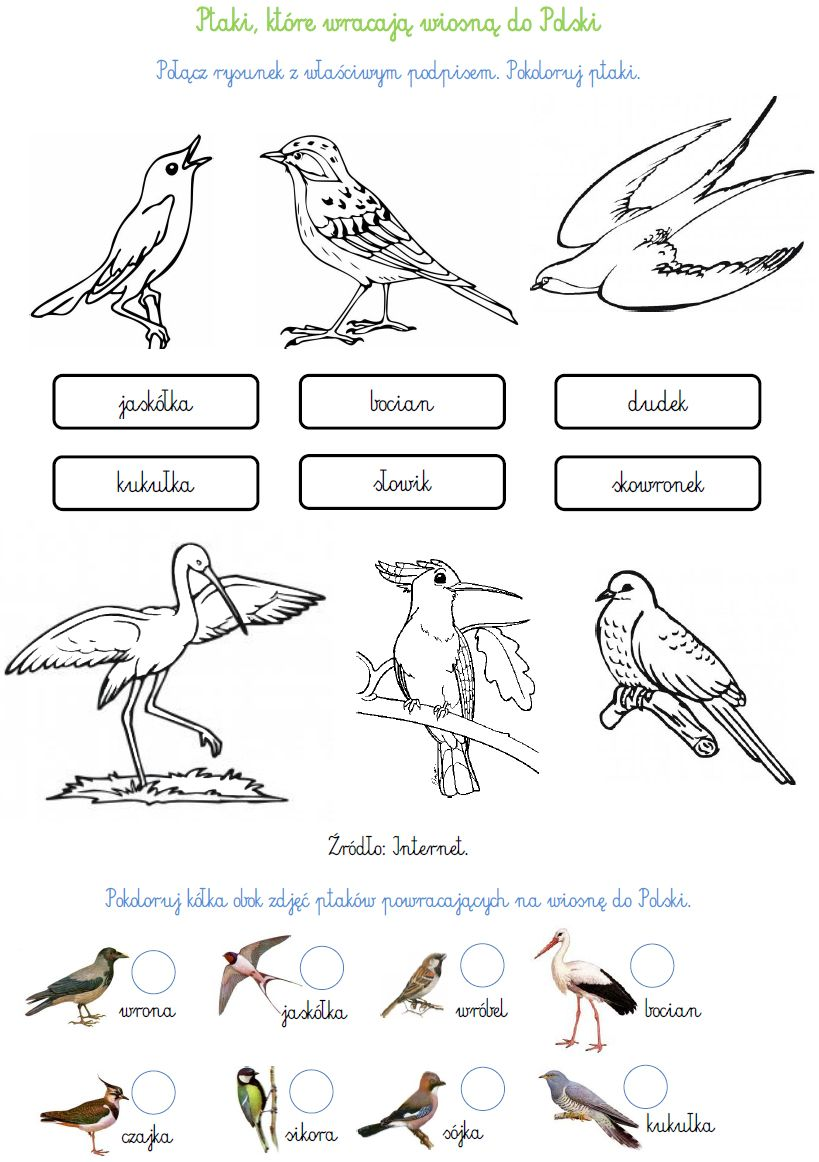 Ptaki, które wracają wiosną do Polski
Połącz rysunek z właściwym podpisem. Pokoloruj ptaki.
jaskółka bocian dudek
kukułka słowik skowronek
Źródło: Internet.
Pokoloruj kółka obok zdjęć ptaków powracających na wiosnę do Polski.
wrona jaskółka wróbel bocian
czajka sikora sójka kukułka